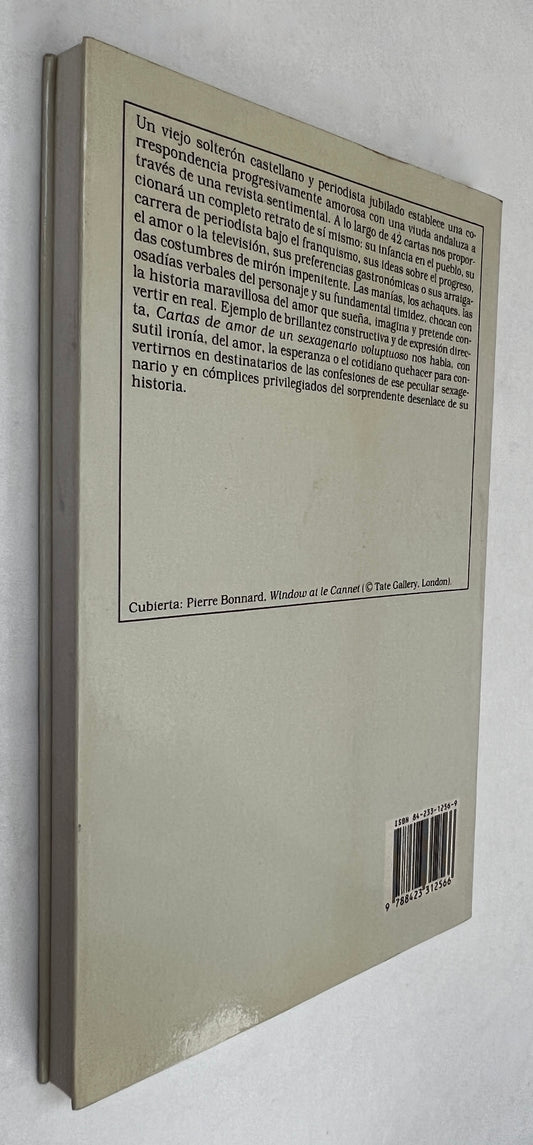 Un viejo solterón castellano y periodista jubilado establece una co-
rrespondencia progresivamente amorosa con una viuda andaluza a
través de una revista sentimental. A lo largo de 42 cartas nos propor-
cionará un completo retrato de sí mismo: su infancia en el pueblo, su
carrera de periodista bajo el franquismo, sus ideas sobre el progreso,
el amor o la televisión, sus preferencias gastronómicas o sus arraiga-
das costumbres de mirón impenitente. Las manías, los achaques, las
osadías verbales del personaje y su fundamental timidez, chocan con
la historia maravillosa del amor que sueña, imagina y pretende con-
vertir en real. Ejemplo de brillantez constructiva y de expresión direc-
ta, Cartas de amor de un sexagenario voluptuoso nos habla, con
sutil ironía, del amor, la esperanza o el cotidiano quehacer para con-
vertirnos en destinatarios de las confesiones de ese peculiar sexage-
nario y en cómplices privilegiados del sorprendente desenlace de su
historia.
Cubierta: Pierre Bonnard, Window at le Cannet (© Tate Gallery, London).
ISBN 84-233-1256-9
9 788423 312566